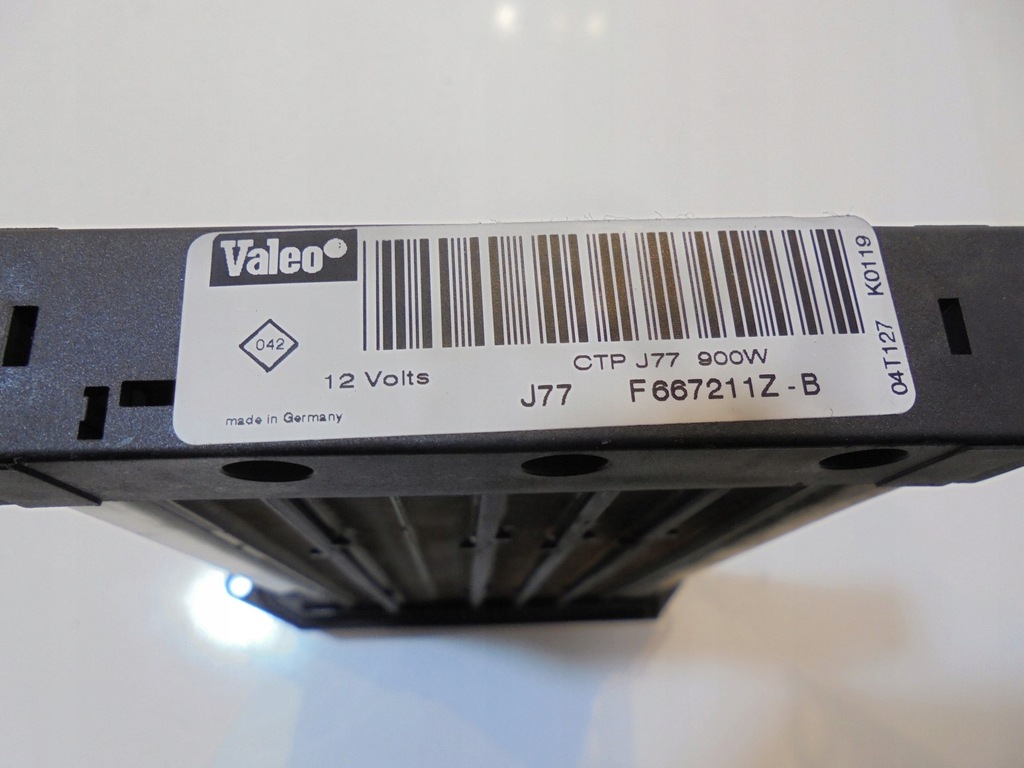 Valeo
042
12 Volts
made in Germany
CTP J77 900W
J77 F667211Z-B
04T127 K0119